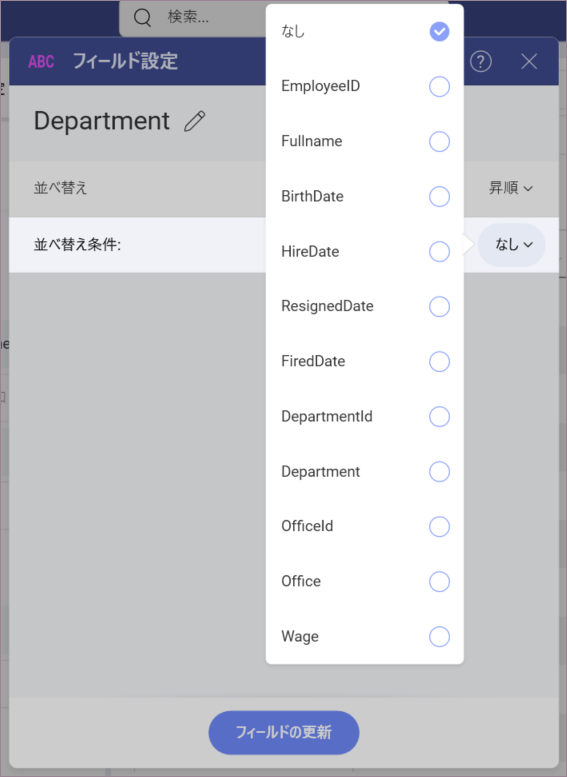 検索...
ABC フィールド設定
?
Department
並べ替え
昇順
並べ替え条件:
なし
なし
EmployeeID
Fullname
BirthDate
HireDate
ResignedDate
FiredDate
DepartmentId
Department
OfficeId
Office
Wage
フィールドの更新